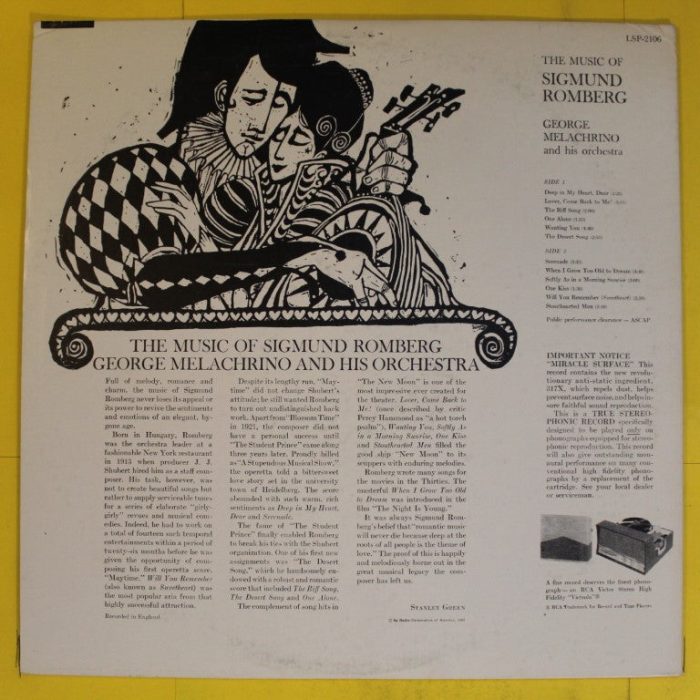 LSP-2106
THE MUSIC OF
SIGMUND
ROMBERG
GEORGE
MELACHRINO
and his orchestra
SIDE 1
Deep in My Heart, Dear
Lover, Come Back to Me!
The Riff Song
One Alone
Wanting You
The Desert Song
SIDE 2
Serenade
When I Grow Too Old to Dream
Softly As in a Morning Sunrise
One Kiss
Will You Remember (Sweetheart)
Stouthearted Men
Public performance clearance — ASCAP
IMPORTANT NOTICE
"MIRACLE SURFACE" This
record contains the new revolu-
tionary anti-static ingredient,
317X, which repels dust, helps
prevent surface noise, and helps in-
sure faithful sound reproduction.
This is a TRUE STEREO-
PHONIC RECORD specifically
designed to be played only on
phonographs equipped for stereo-
phonic reproduction. This record
will also give outstanding mon-
aural performance on many con-
ventional high fidelity phono-
graphs by a replacement of the
cartridge. See your local dealer
or serviceman.
A fine record deserves the finest phono-
graph—an RCA Victor Stereo High
Fidelity "Victrola"®
THE MUSIC OF SIGMUND ROMBERG
GEORGE MELACHRINO AND HIS ORCHESTRA
Full of melody, romance and
charm, the music of Sigmund
Romberg never loses its appeal or
its power to revive the sentiments
and emotions of an elegant, by-
gone age.
Born in Hungary, Romberg
was the orchestra leader at a
fashionable New York restaurant
in 1913 when producer J. J.
Shubert hired him as a staff com-
poser. His task, however, was
not to create beautiful songs but
rather to supply serviceable tunes
for a series of elaborate "girly-
girly" revues and musical com-
edies. Indeed, he had to work on
a total of fourteen such temporal
entertainments within a period of
twenty-six months before he was
given the opportunity of com-
posing his first operetta score,
"Maytime." Will You Remember
(also known as Sweetheart) was
the most popular aria from that
highly successful attraction.
Recorded in England.
Despite its lengthy run, "May-
time" did not change Shubert's
attitude; he still wanted Romberg
to turn out undistinguished hack
work. Apart from "Blossom Time"
in 1921, the composer did not
have a personal success until
"The Student Prince" came along
three years later. Proudly billed
as "A Stupendous Musical Show,"
the operetta told a bittersweet
love story set in the university
town of Heidelberg. The score
abounded with such warm, rich
sentiments as Deep in My Heart,
Dear and Serenade.
The fame of "The Student
Prince" finally enabled Romberg
to break his ties with the Shubert
organization. One of his first new
assignments was "The Desert
Song," which he handsomely en-
dowed with a robust and romantic
score that included The Riff Song,
The Desert Song and One Alone.
The complement of song hits in
"The New Moon" is one of the
most impressive ever created for
the theater. Lover, Come Back to
Me! (once described by critic
Percy Hammond as "a hot torch
psalm"), Wanting You, Softly As
in a Morning Sunrise, One Kiss
and Stouthearted Men filled the
good ship "New Moon" to its
scuppers with enduring melodies.
Romberg wrote many songs for
the movies in the Thirties. The
masterful When I Grow Too Old
to Dream was introduced in the
film "The Night Is Young."
It was always Sigmund Rom-
berg's belief that "romantic music
will never die because deep at the
roots of all people is the theme of
love." The proof of this is happily
and melodiously borne out in the
great musical legacy the com-
poser has left us.
STANLEY GREEN